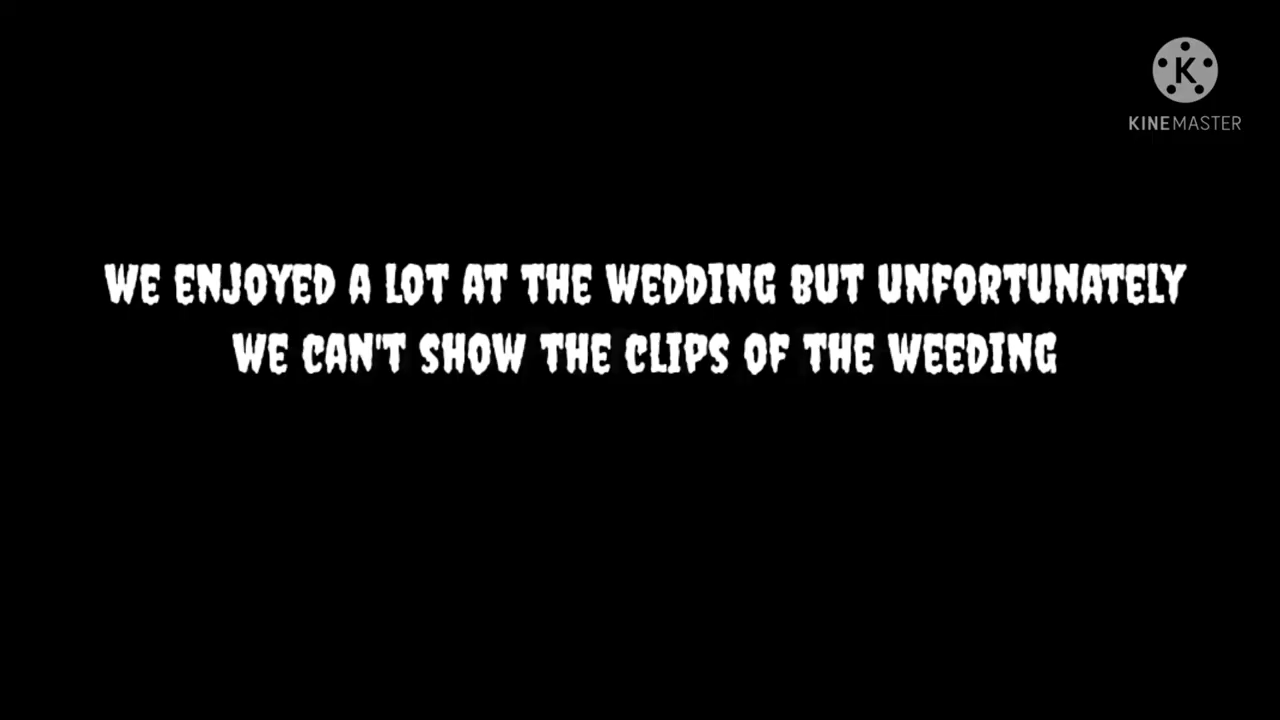 K
KINEMASTER
WE ENJOYED A LOT AT THE WEDDING BUT UNFORTUNATELY
WE CAN'T SHOW THE CLIPS OF THE WEEDING